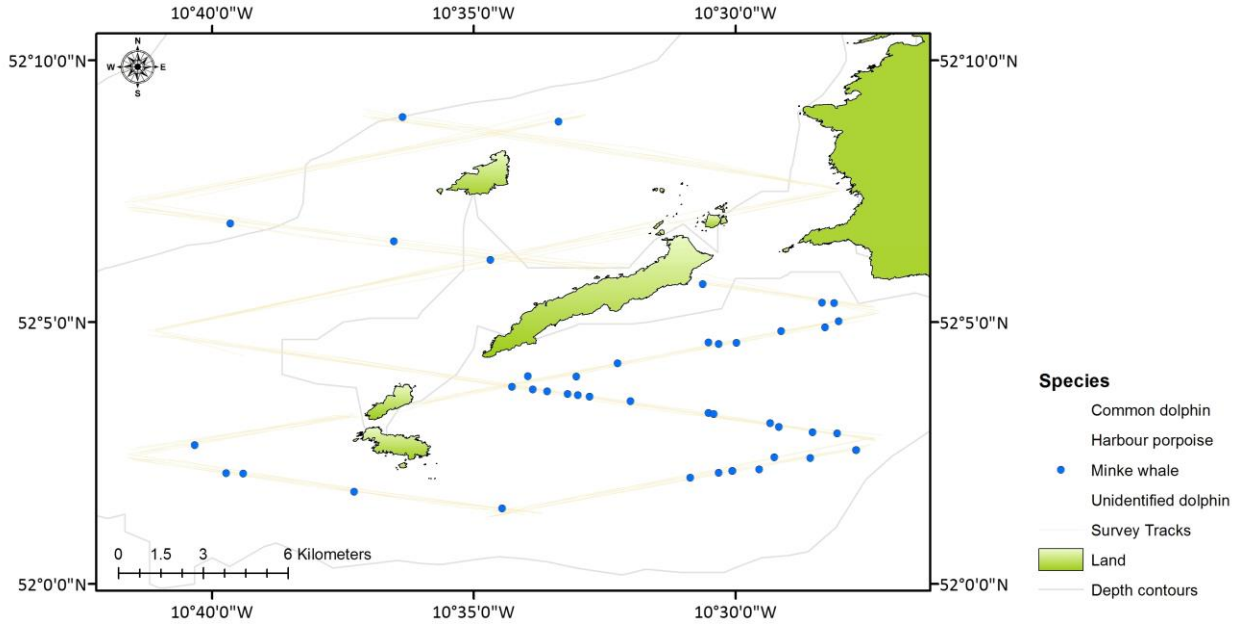 10°40'0"W 10°35'0"W 10°30'0"W
N
W E
S
52°10'0"N 52°10'0"N
52°5'0"N 52°5'0"N
Species
Common dolphin
Harbour porpoise
Minke whale
Unidentified dolphin
Survey Tracks
Land
Depth contours
0 1.5 3 6 Kilometers
52°0'0"N 52°0'0"N
10°40'0"W 10°35'0"W 10°30'0"W